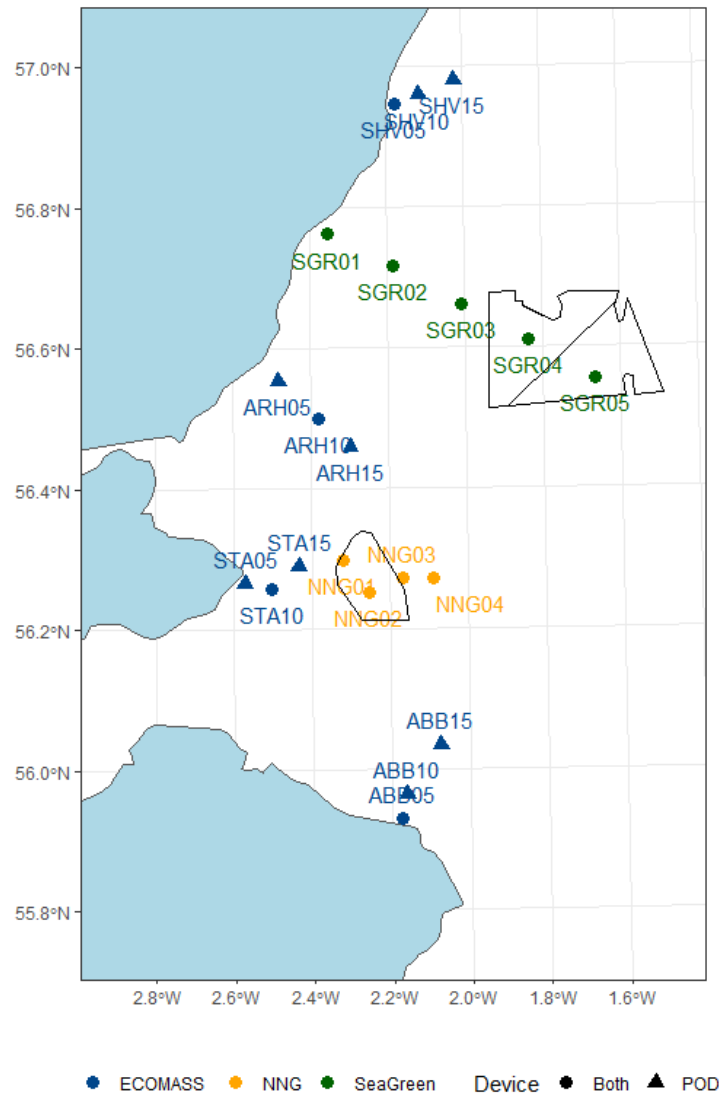 57.0°N
SHV15
SHV10
SHV05
56.8°N
SGR01
SGR02
SGR03
56.6°N
SGR04
SGR05
ARH05
ARH10
ARH15
56.4°N
STA15
NNG03
STA05
NNG01
NNG04
STA10
NNG02
56.2°N
ABB15
56.0°N
ABB10
ABB05
55.8°N
2.8°W 2.6°W 2.4°W 2.2°W 2.0°W 1.8°W 1.6°W
ECOMASS NNG SeaGreen Device Both POD